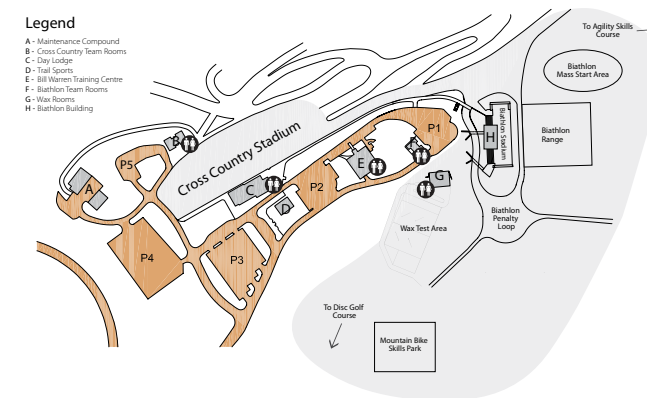 Legend
A - Maintenance Compound
B - Cross Country Team Rooms
C - Day Lodge
D - Trail Sports
E - Bill Warren Training Centre
F - Biathlon Team Rooms
G - Wax Rooms
H - Biathlon Building
To Agility Skills
Course
Biathlon
Mass Start Area
Biathlon
Range
Biathlon Stadium
H
P1
Cross Country Stadium
B
P5
A
E
F
G
P2
C
D
Wax Test Area
Biathlon
Penalty
Loop
P4
P3
To Disc Golf
Course
Mountain Bike
Skills Park